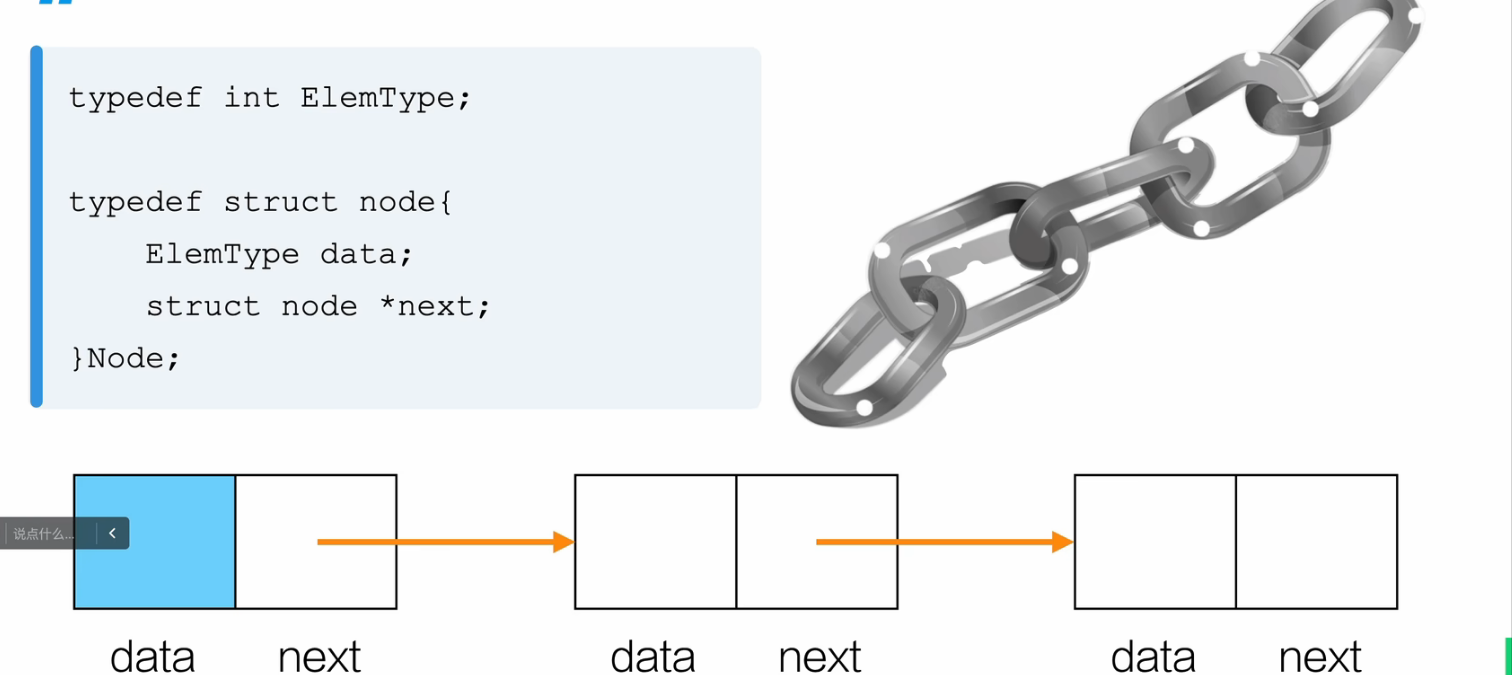 typedef int ElemType;
typedef struct node{
ElemType data;
struct node *next;
}Node;
说点什么...
data next data next data next